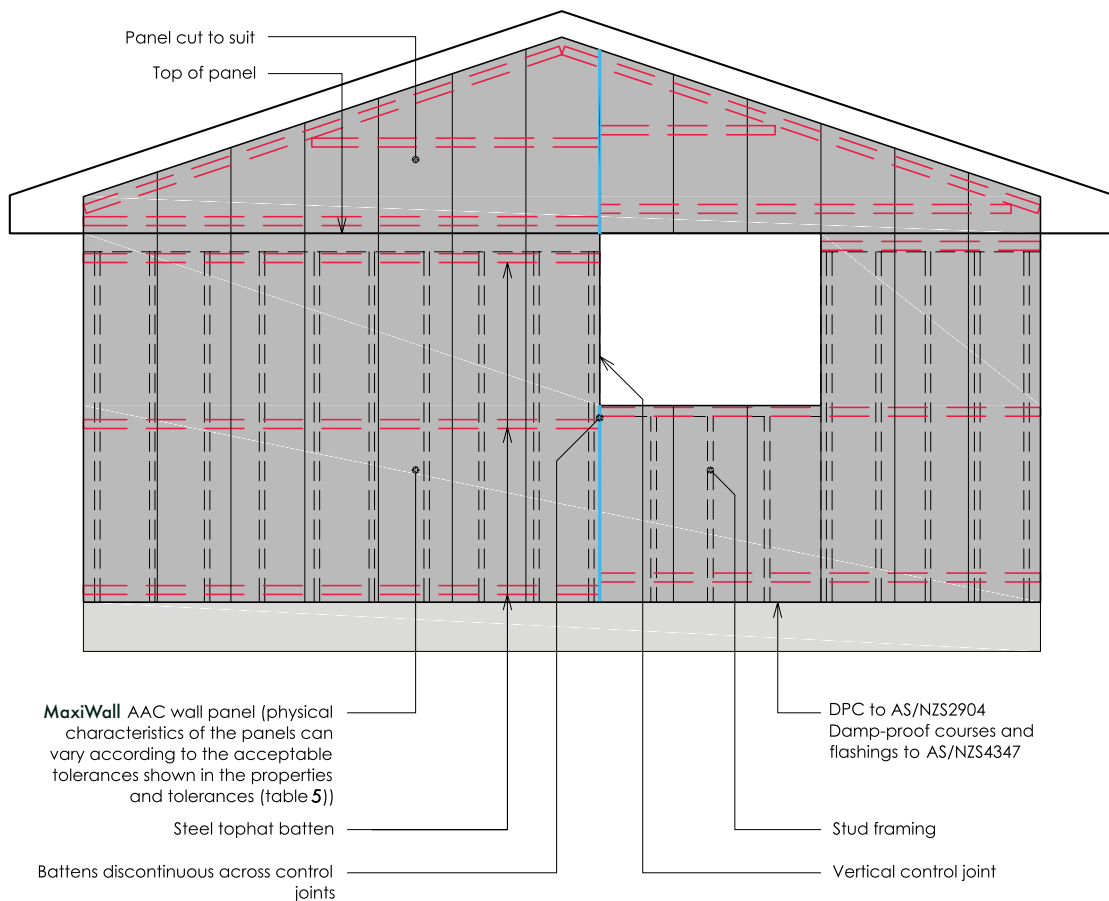 Panel cut to suit
Top of panel
MaxiWall AAC wall panel (physical
characteristics of the panels can
vary according to the acceptable
tolerances shown in the properties
and tolerances (table 5))
Steel tophat batten
Battens discontinuous across control
joints
DPC to AS/NZS2904
Damp-proof courses and
flashings to AS/NZS4347
Stud framing
Vertical control joint